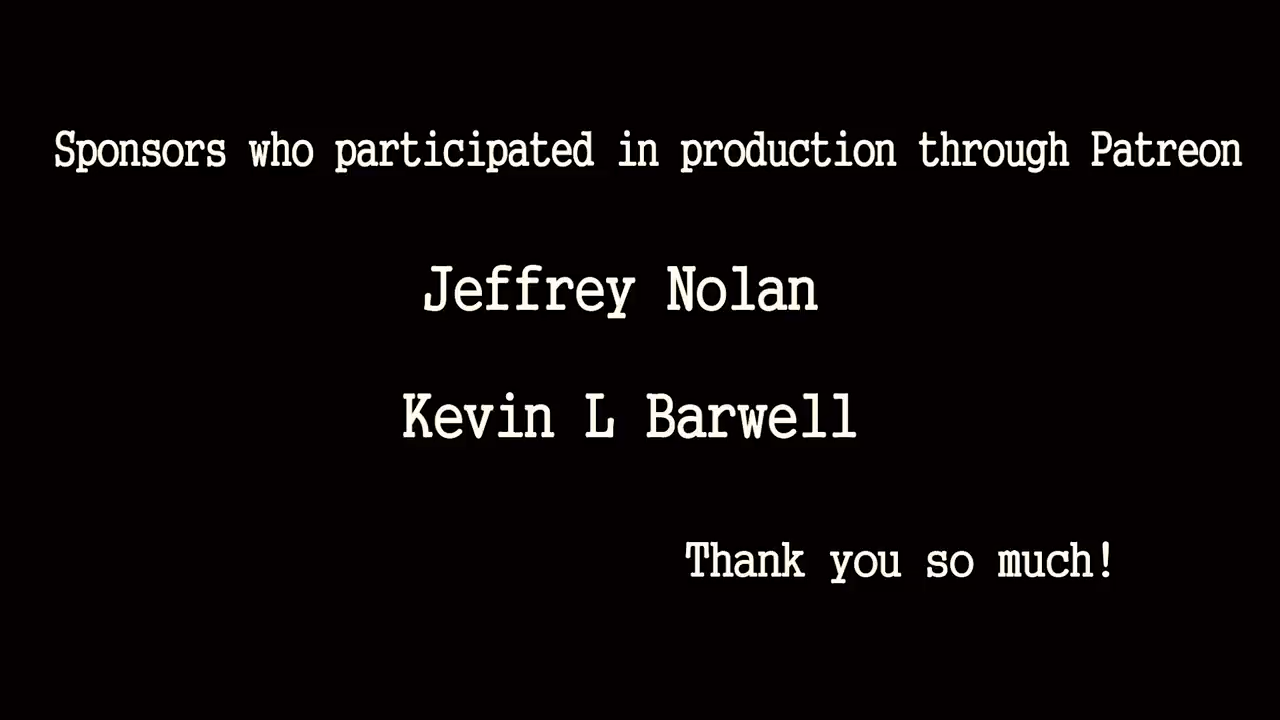 Sponsors who participated in production through Patreon
Jeffrey Nolan
Kevin L Barwell
Thank you so much!